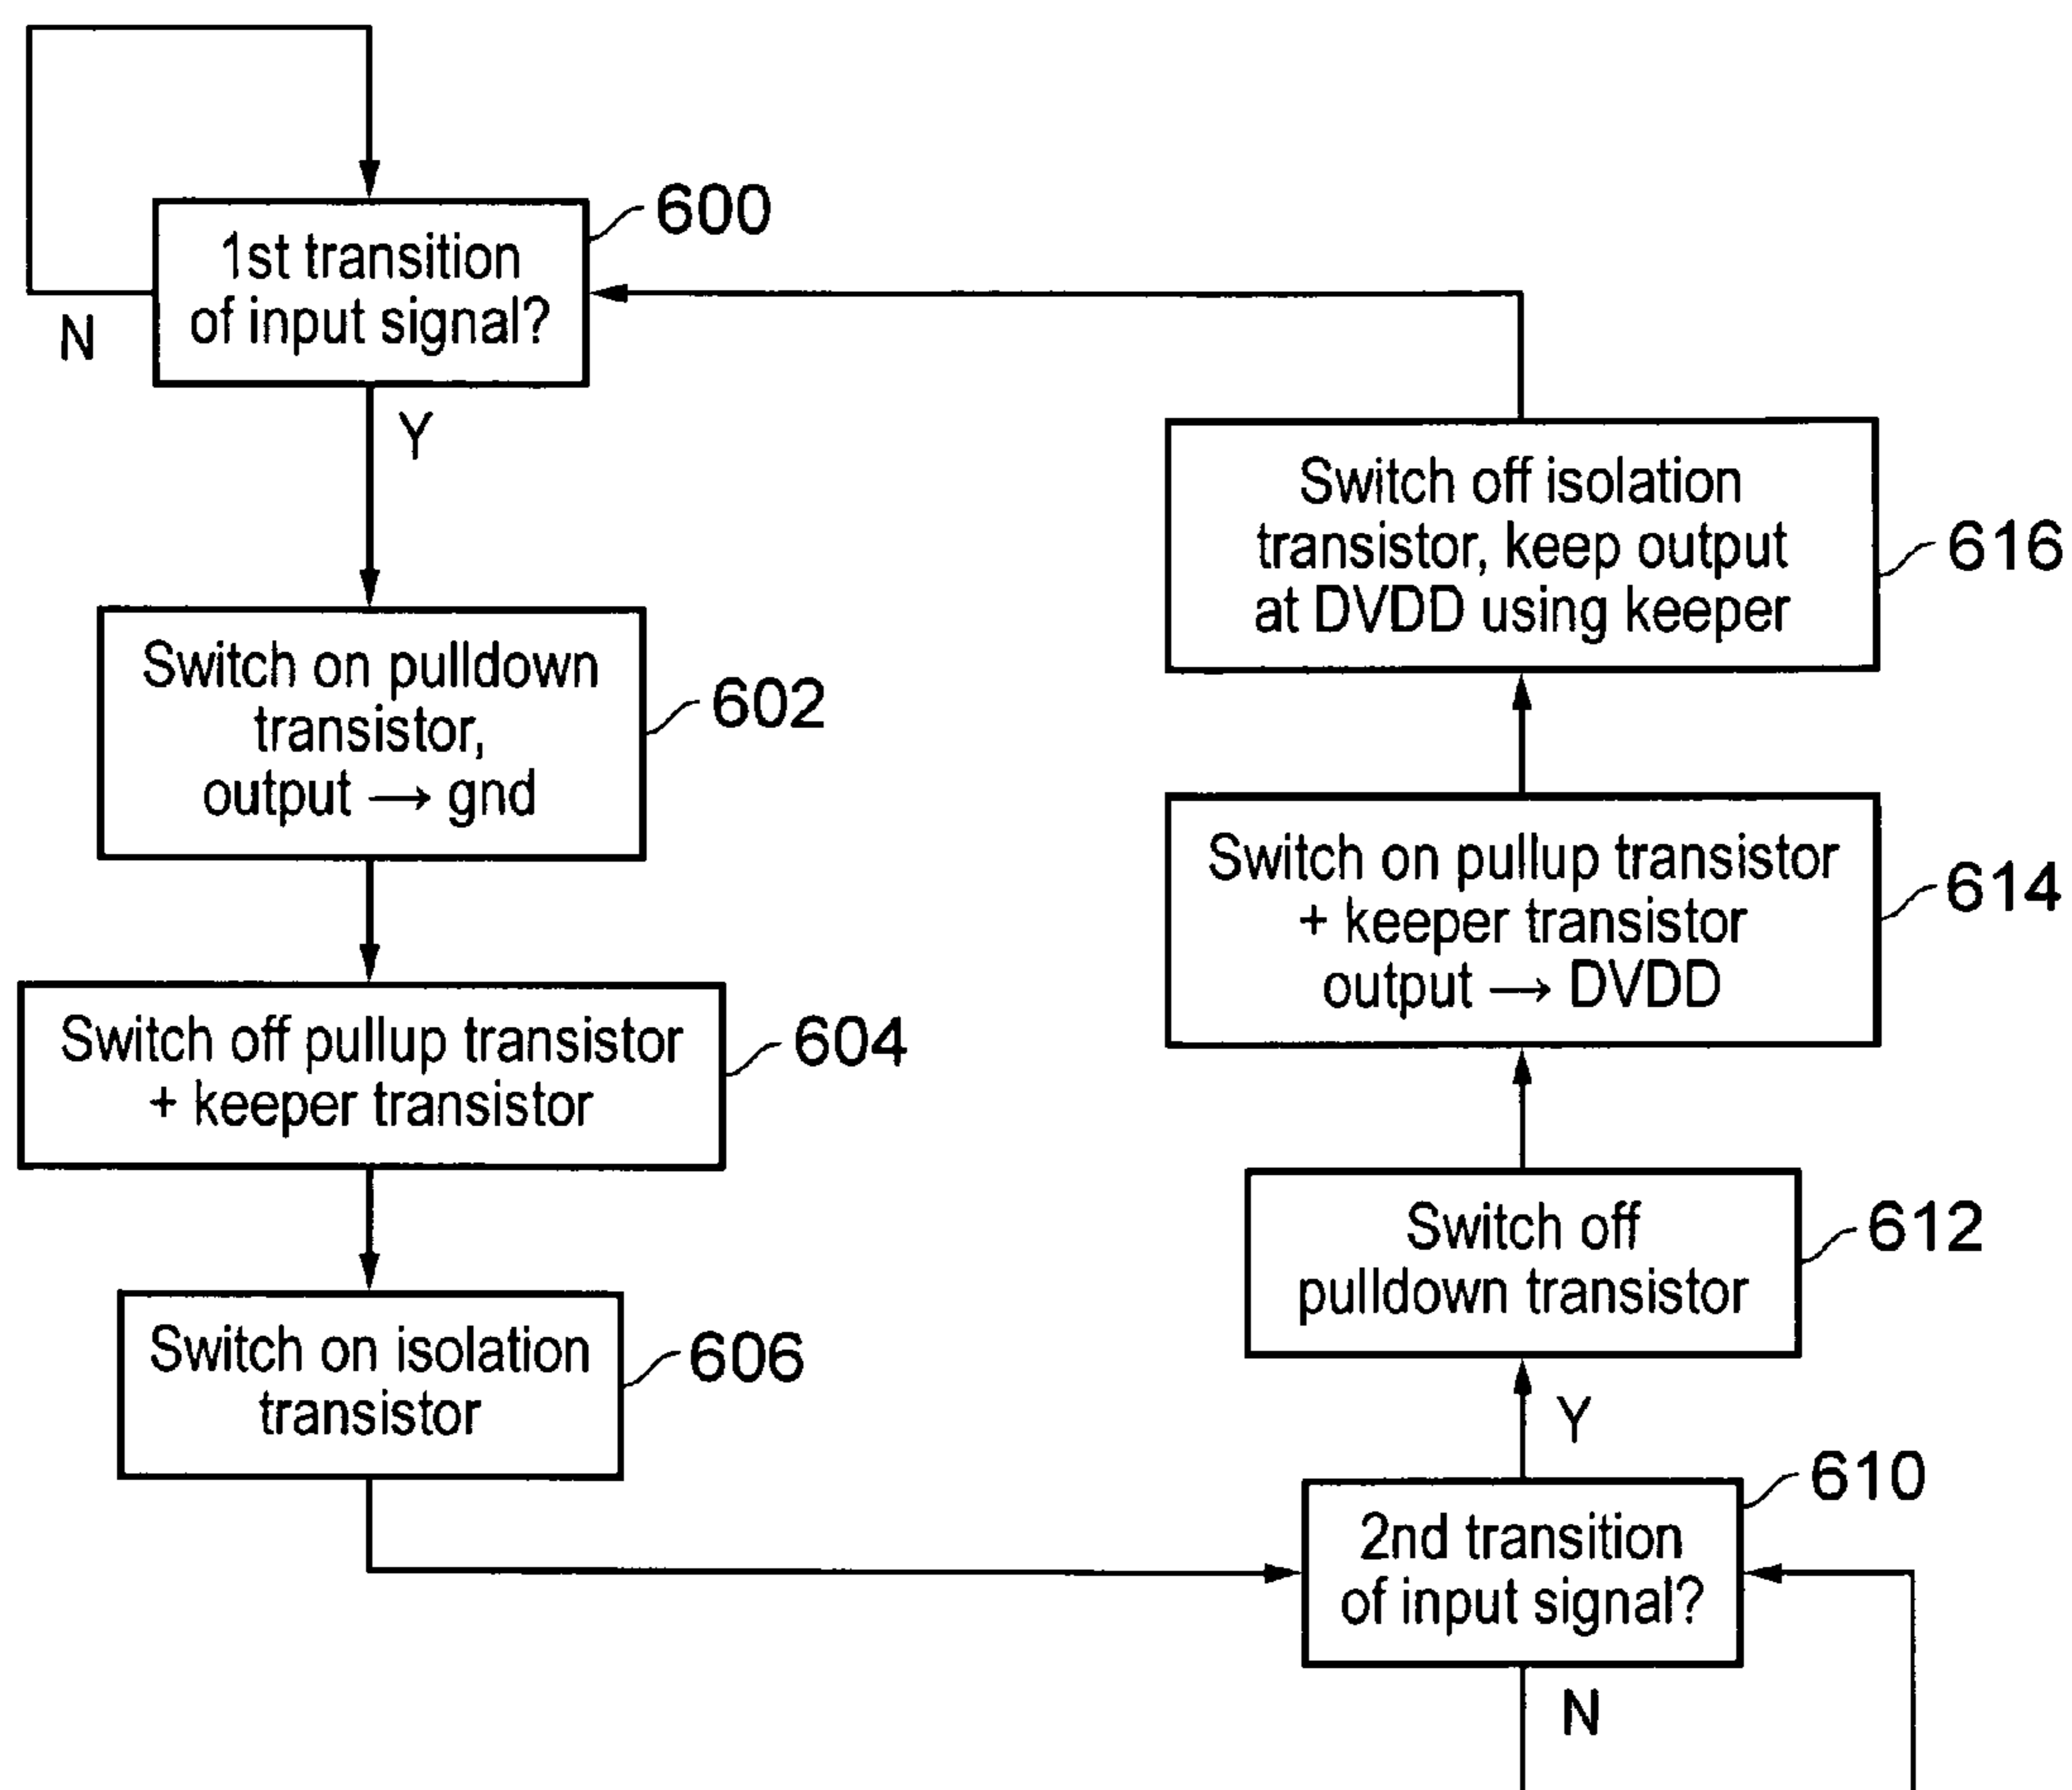 1st transition
of input signal?
600
N
Y
Switch on pulldown
transistor,
output → gnd
602
Switch off pullup transistor
+ keeper transistor
604
Switch on isolation
transistor
606
2nd transition
of input signal?
610
N
Y
Switch off
pulldown transistor
612
Switch on pullup transistor
+ keeper transistor
output → DVDD
614
Switch off isolation
transistor, keep output
at DVDD using keeper
616